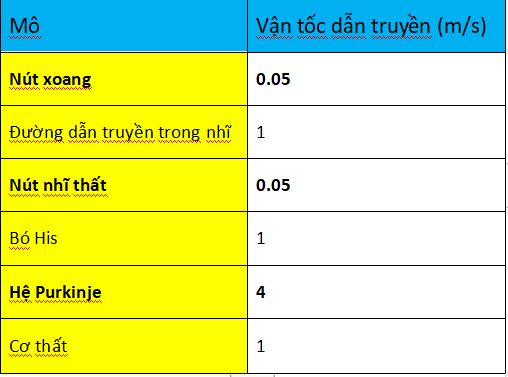 Mô Vận tốc dẫn truyền (m/s)
Nút xoang 0.05
Đường dẫn truyền trong nhĩ 1
Nút nhĩ thất 0.05
Bó His 1
Hệ Purkinje 4
Cơ thất 1